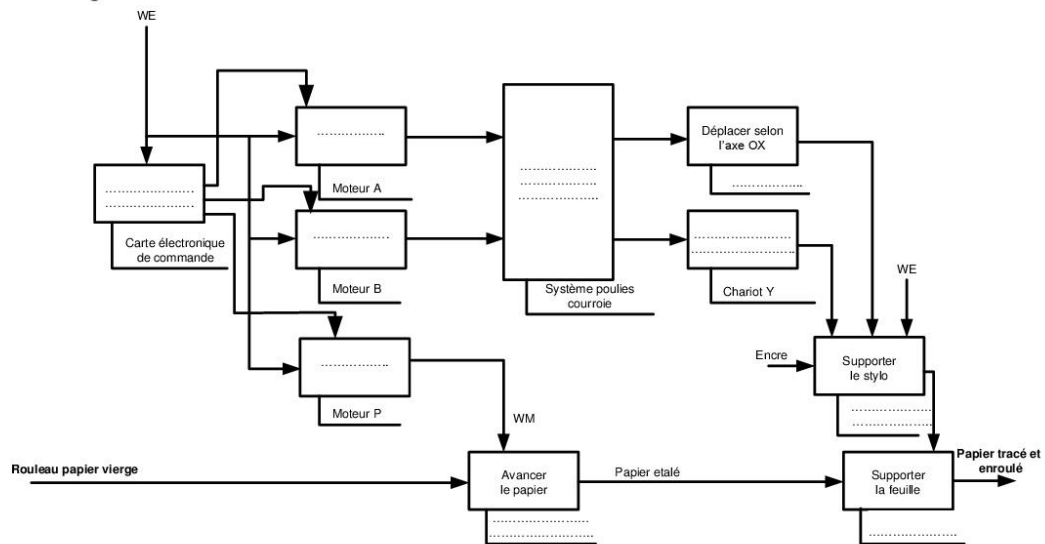 WE
................
Déplacer selon
l'axe OX
................
................
................
................
................
................
Moteur A
................
Carte électronique
de commande
................
Moteur B
Système poulies
courroie
................
................
Chariot Y
WE
................
Moteur P
Encre
Supporter
le stylo
................
................
WM
Rouleau papier vierge
Avancer
le papier
................
................
Papier etalé
Supporter
la feuille
................
Papier tracé et
enroulé